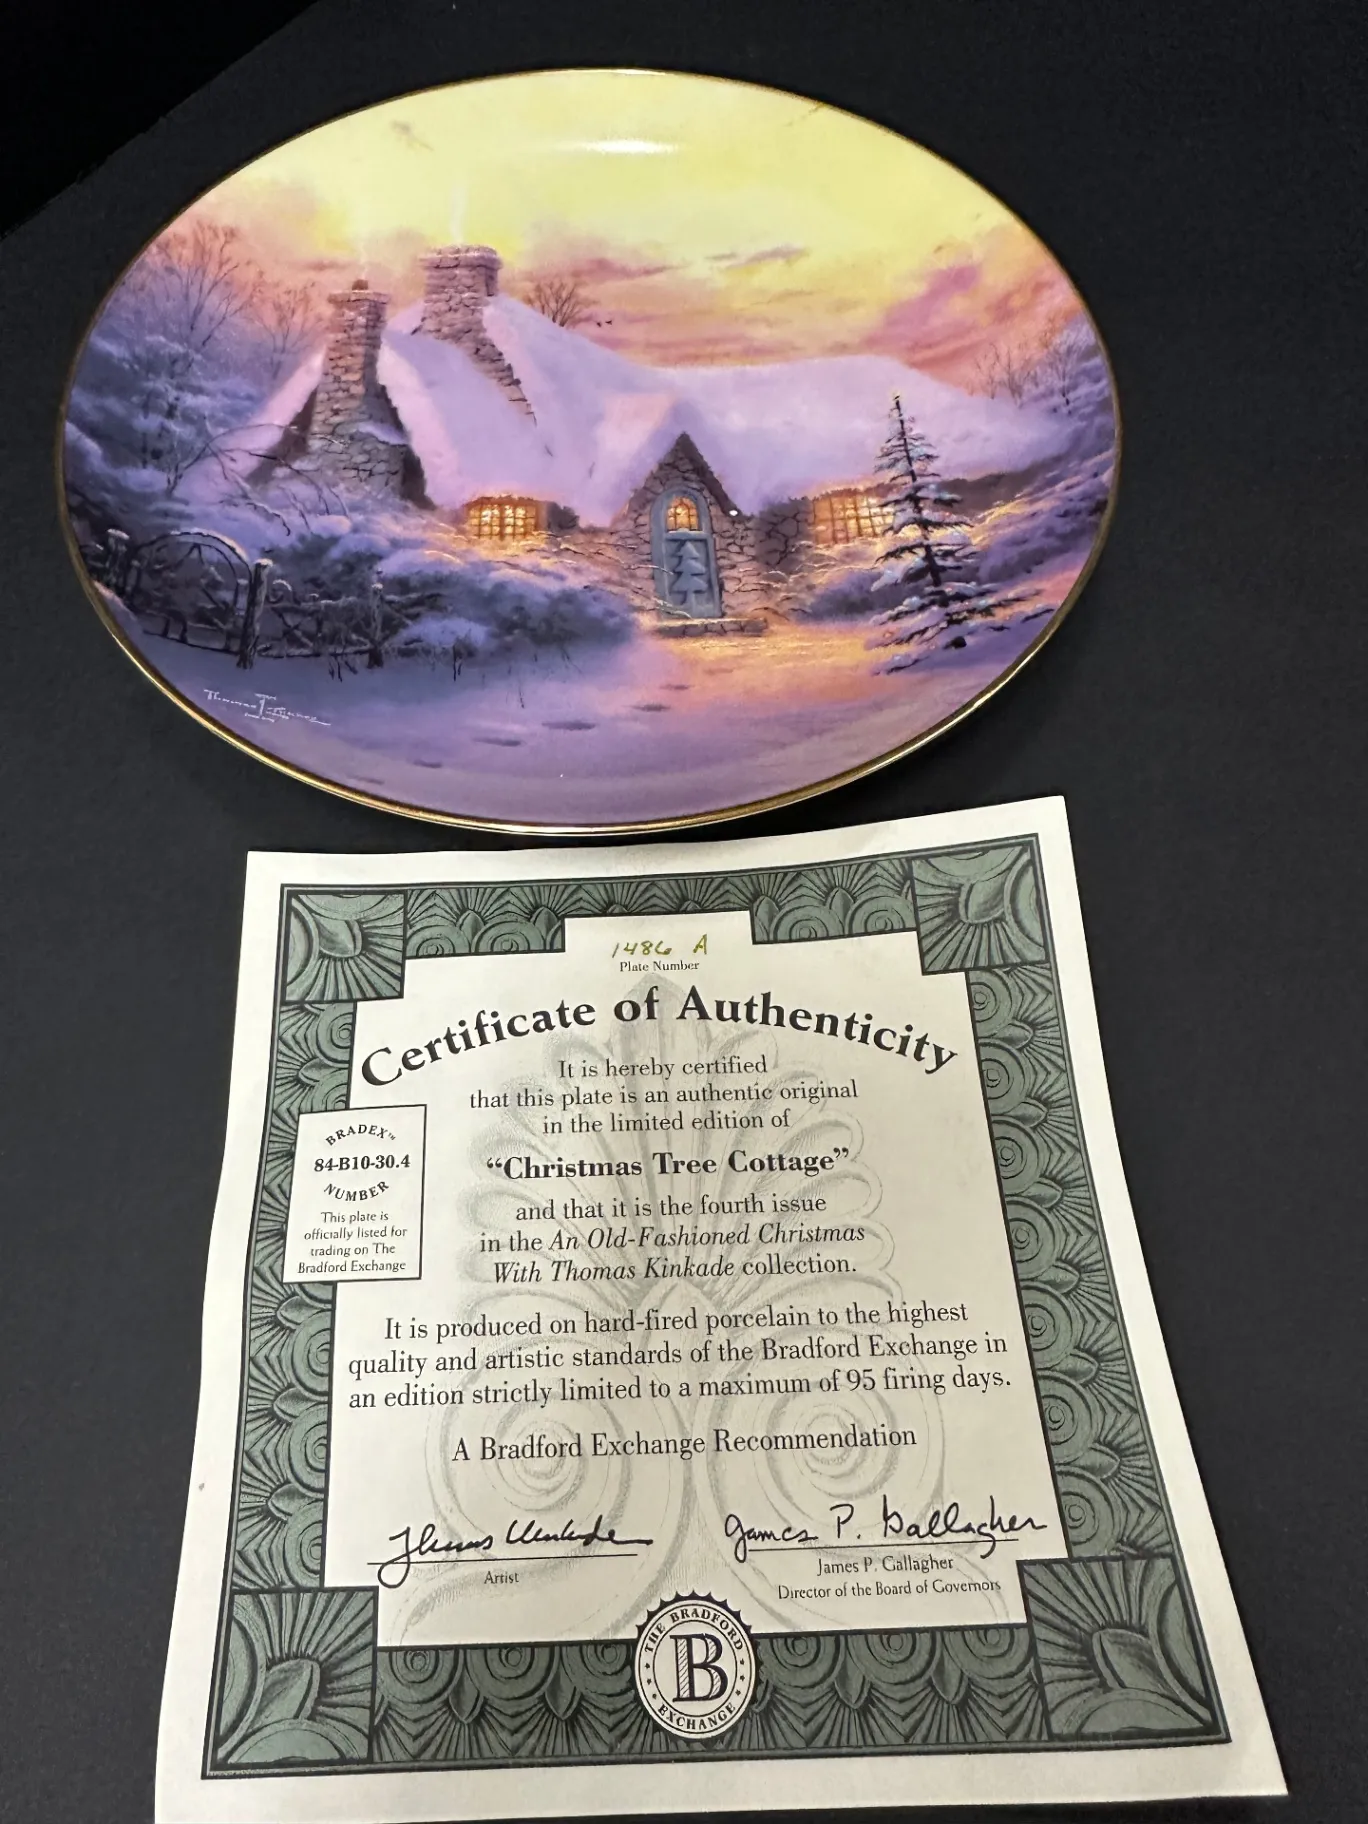 Thomas Kinkade
1486 A
Plate Number
Certificate of Authenticity
It is hereby certified
that this plate is an authentic original
in the limited edition of
“Christmas Tree Cottage”
and that it is the fourth issue
in the An Old-Fashioned Christmas
With Thomas Kinkade collection.
BRADEX™
84-B10-30.4
NUMBER
This plate is
officially listed for
trading on The
Bradford Exchange
It is produced on hard-fired porcelain to the highest
quality and artistic standards of the Bradford Exchange in
an edition strictly limited to a maximum of 95 firing days.
A Bradford Exchange Recommendation
Thomas Kinkade
Artist
James P. Gallagher
James P. Gallagher
Director of the Board of Governors
THE BRADFORD
B
EXCHANGE